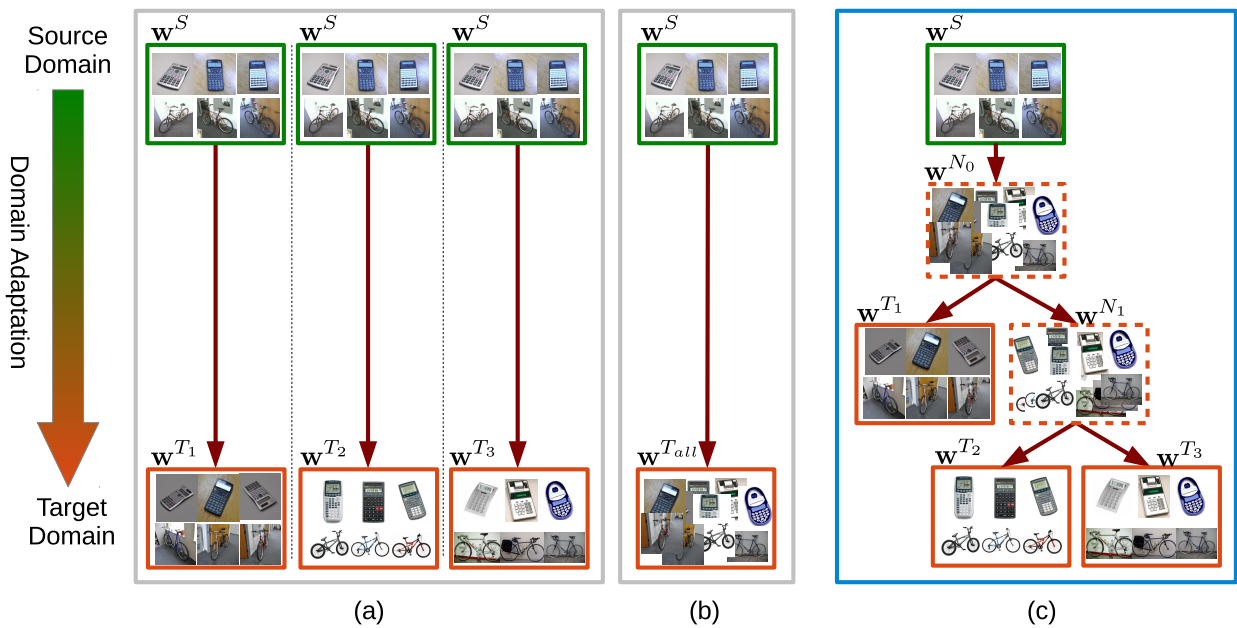 Source
Domain
Domain Adaptation
Target
Domain
w^S
w^S
w^S
w^{T_1}
w^{T_2}
w^{T_3}
(a)
w^S
w^{T_{all}}
(b)
w^S
w^{N_0}
w^{T_1}
w^{N_1}
w^{T_2}
w^{T_3}
(c)